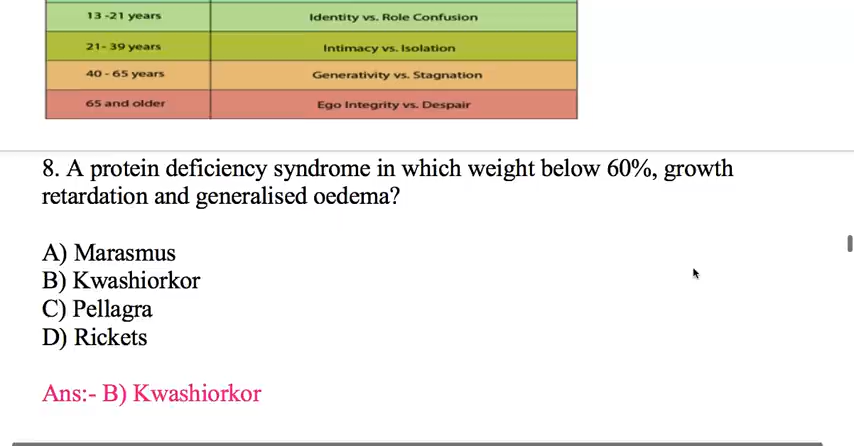 13 -21 years Identity vs. Role Confusion
21- 39 years Intimacy vs. Isolation
40 - 65 years Generativity vs. Stagnation
65 and older Ego Integrity vs. Despair
8. A protein deficiency syndrome in which weight below 60%, growth
retardation and generalised oedema?
A) Marasmus
B) Kwashiorkor
C) Pellagra
D) Rickets
Ans:- B) Kwashiorkor